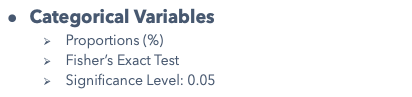 • Categorical Variables
➢ Proportions (%)
➢ Fisher’s Exact Test
➢ Significance Level: 0.05